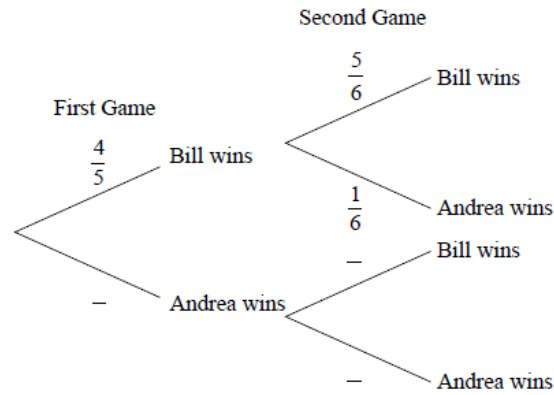 Second Game
5
6
Bill wins
First Game
4
5
Bill wins
1
6
Andrea wins
–
Bill wins
–
Andrea wins
–
Andrea wins